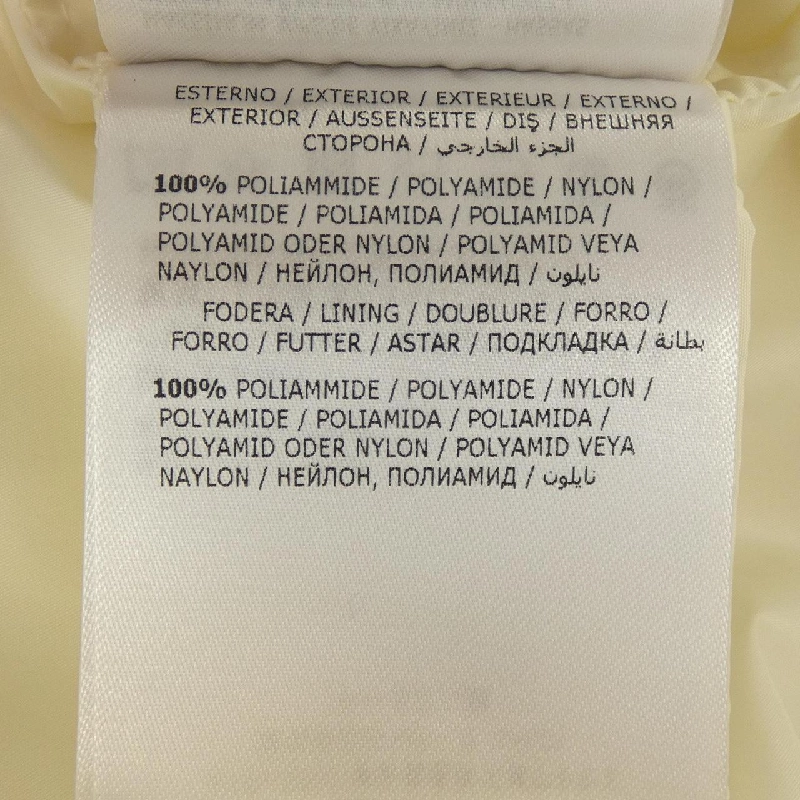 ESTERNO / EXTERIOR / EXTERIEUR / EXTERNO /
EXTERIOR / AUSSENSEITE / DIŞ / ВНЕШНЯЯ
СТОРОНА / الجزء الخارجي
100% POLIAMMIDE / POLYAMIDE / NYLON /
POLYAMIDE / POLIAMIDA / POLIAMIDA /
POLYAMID ODER NYLON / POLYAMID VEYA
NAYLON / НЕЙЛОН, ПОЛИАМИД / نايلون
FODERA / LINING / DOUBLURE / FORRO /
FORRO / FUTTER / ASTAR / ПОДКЛАДКА / بطانة
100% POLIAMMIDE / POLYAMIDE / NYLON /
POLYAMIDE / POLIAMIDA / POLIAMIDA /
POLYAMID ODER NYLON / POLYAMID VEYA
NAYLON / НЕЙЛОН, ПОЛИАМИД / نايلون